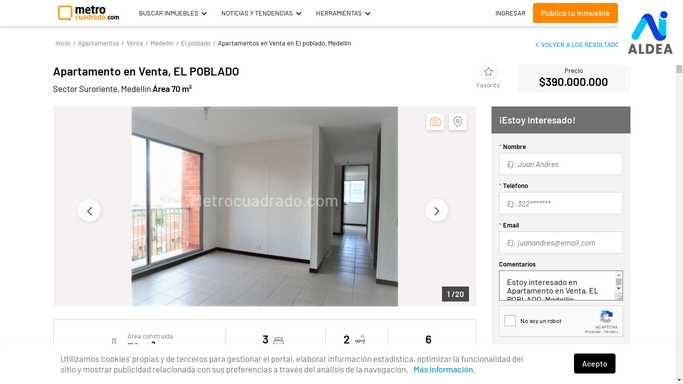 metro
cuadrado.com
BUSCAR INMUEBLES
NOTICIAS Y TENDENCIAS
HERRAMIENTAS
INGRESAR
Publica tu Inmueble
ALDEA
Inicio / Apartamentos / Venta / Medellín / El poblado / Apartamentos en Venta en El poblado, Medellín
VOLVER A LOS RESULTADO
Apartamento en Venta, EL POBLADO
Sector Suroriente, Medellín Área 70 m²
Favorito
Precio
$390.000.000
Metrocuadrado.com
1 / 20
¡Estoy Interesado!
* Nombre
Ej: Juan Andres
* Teléfono
Ej: 322*******
* Email
Ej: juanandres@email.com
Comentarios
Estoy interesado en
Apartamento en Venta, EL
POBLADO, Medellín
No soy un robot
reCAPTCHA
Privacidad - Términos
Área construida
3
2
6
Utilizamos 'cookies' propias y de terceros para gestionar el portal, elaborar información estadística, optimizar la funcionalidad del
sitio y mostrar publicidad relacionada con sus preferencias a través del análisis de la navegación. Más información.
Acepto